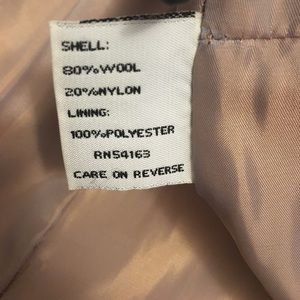 SHELL:
80%WOOL
20%NYLON
LINING:
100%POLYESTER
RN54163
CARE ON REVERSE